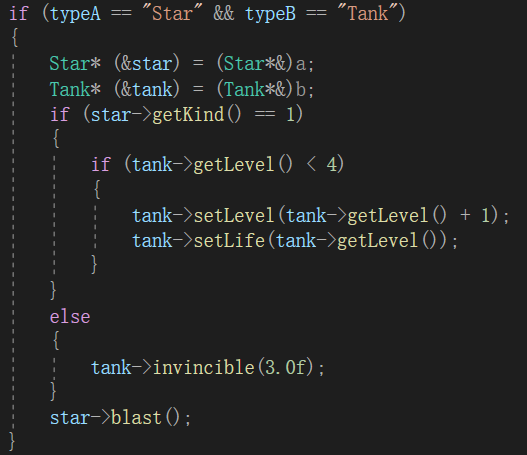 if (typeA == "Star" && typeB == "Tank")
{
    Star* (&star) = (Star*&)a;
    Tank* (&tank) = (Tank*&)b;
    if (star->getKind() == 1)
    {
        if (tank->getLevel() < 4)
        {
            tank->setLevel(tank->getLevel() + 1);
            tank->setLife(tank->getLevel());
        }
    }
    else
    {
        tank->invincible(3.0f);
    }
    star->blast();
}